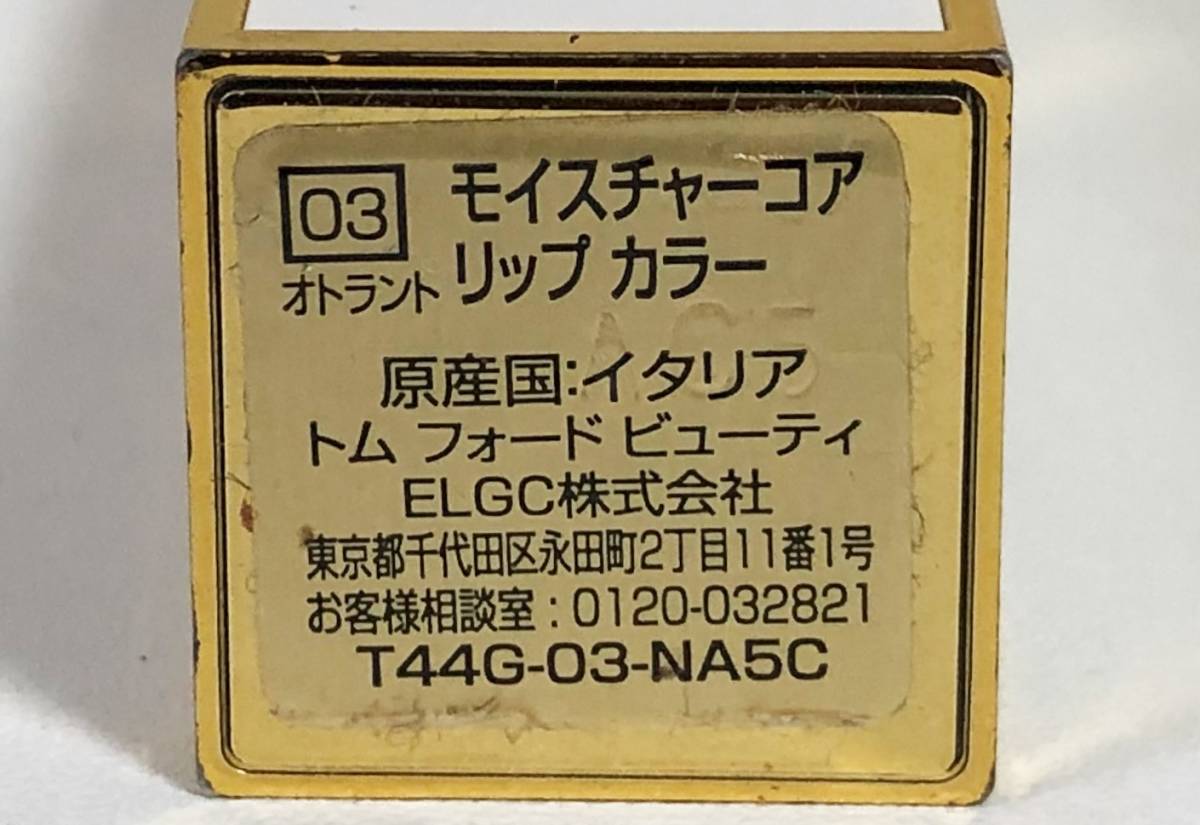 03 モイスチャーコア
オトラント リップ カラー
原産国:イタリア
トム フォード ビューティ
ELGC株式会社
東京都千代田区永田町2丁目11番1号
お客様相談室:0120-032821
T44G-03-NA5C